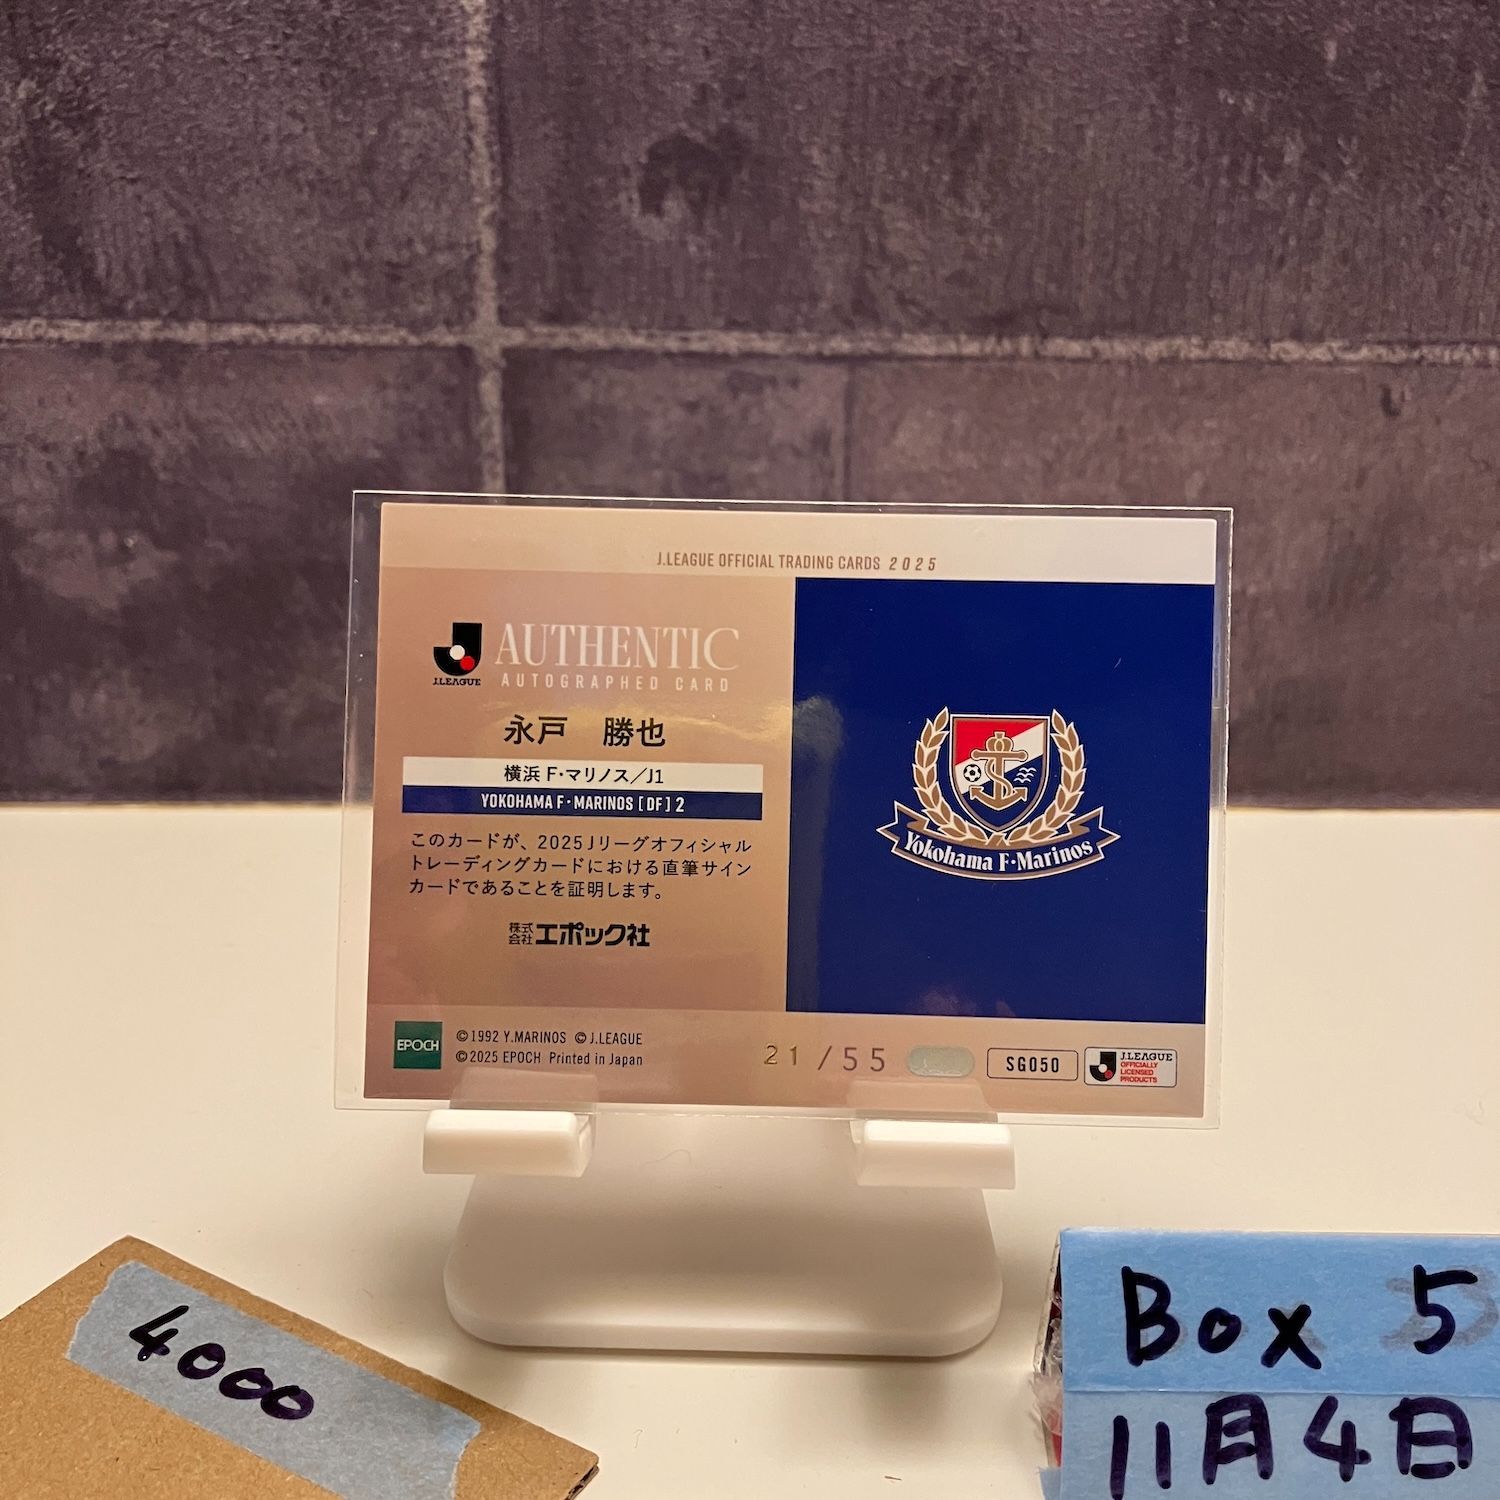 J.LEAGUE OFFICIAL TRADING CARDS 2025
J.LEAGUE
AUTHENTIC
AUTOGRAPHED CARD
永戸 勝也
横浜 F・マリノス/J1
YOKOHAMA F・MARINOS [DF] 2
このカードが、2025Jリーグオフィシャル
トレーディングカードにおける直筆サイン
カードであることを証明します。
株式会社エポック社
Yokohama F・Marinos
EPOCH
©1992 Y.MARINOS ©J.LEAGUE
©2025 EPOCH Printed in Japan
21/55
SG050
J.LEAGUE
OFFICIALLY
LICENSED
PRODUCTS
4000
Box 5
11月4日